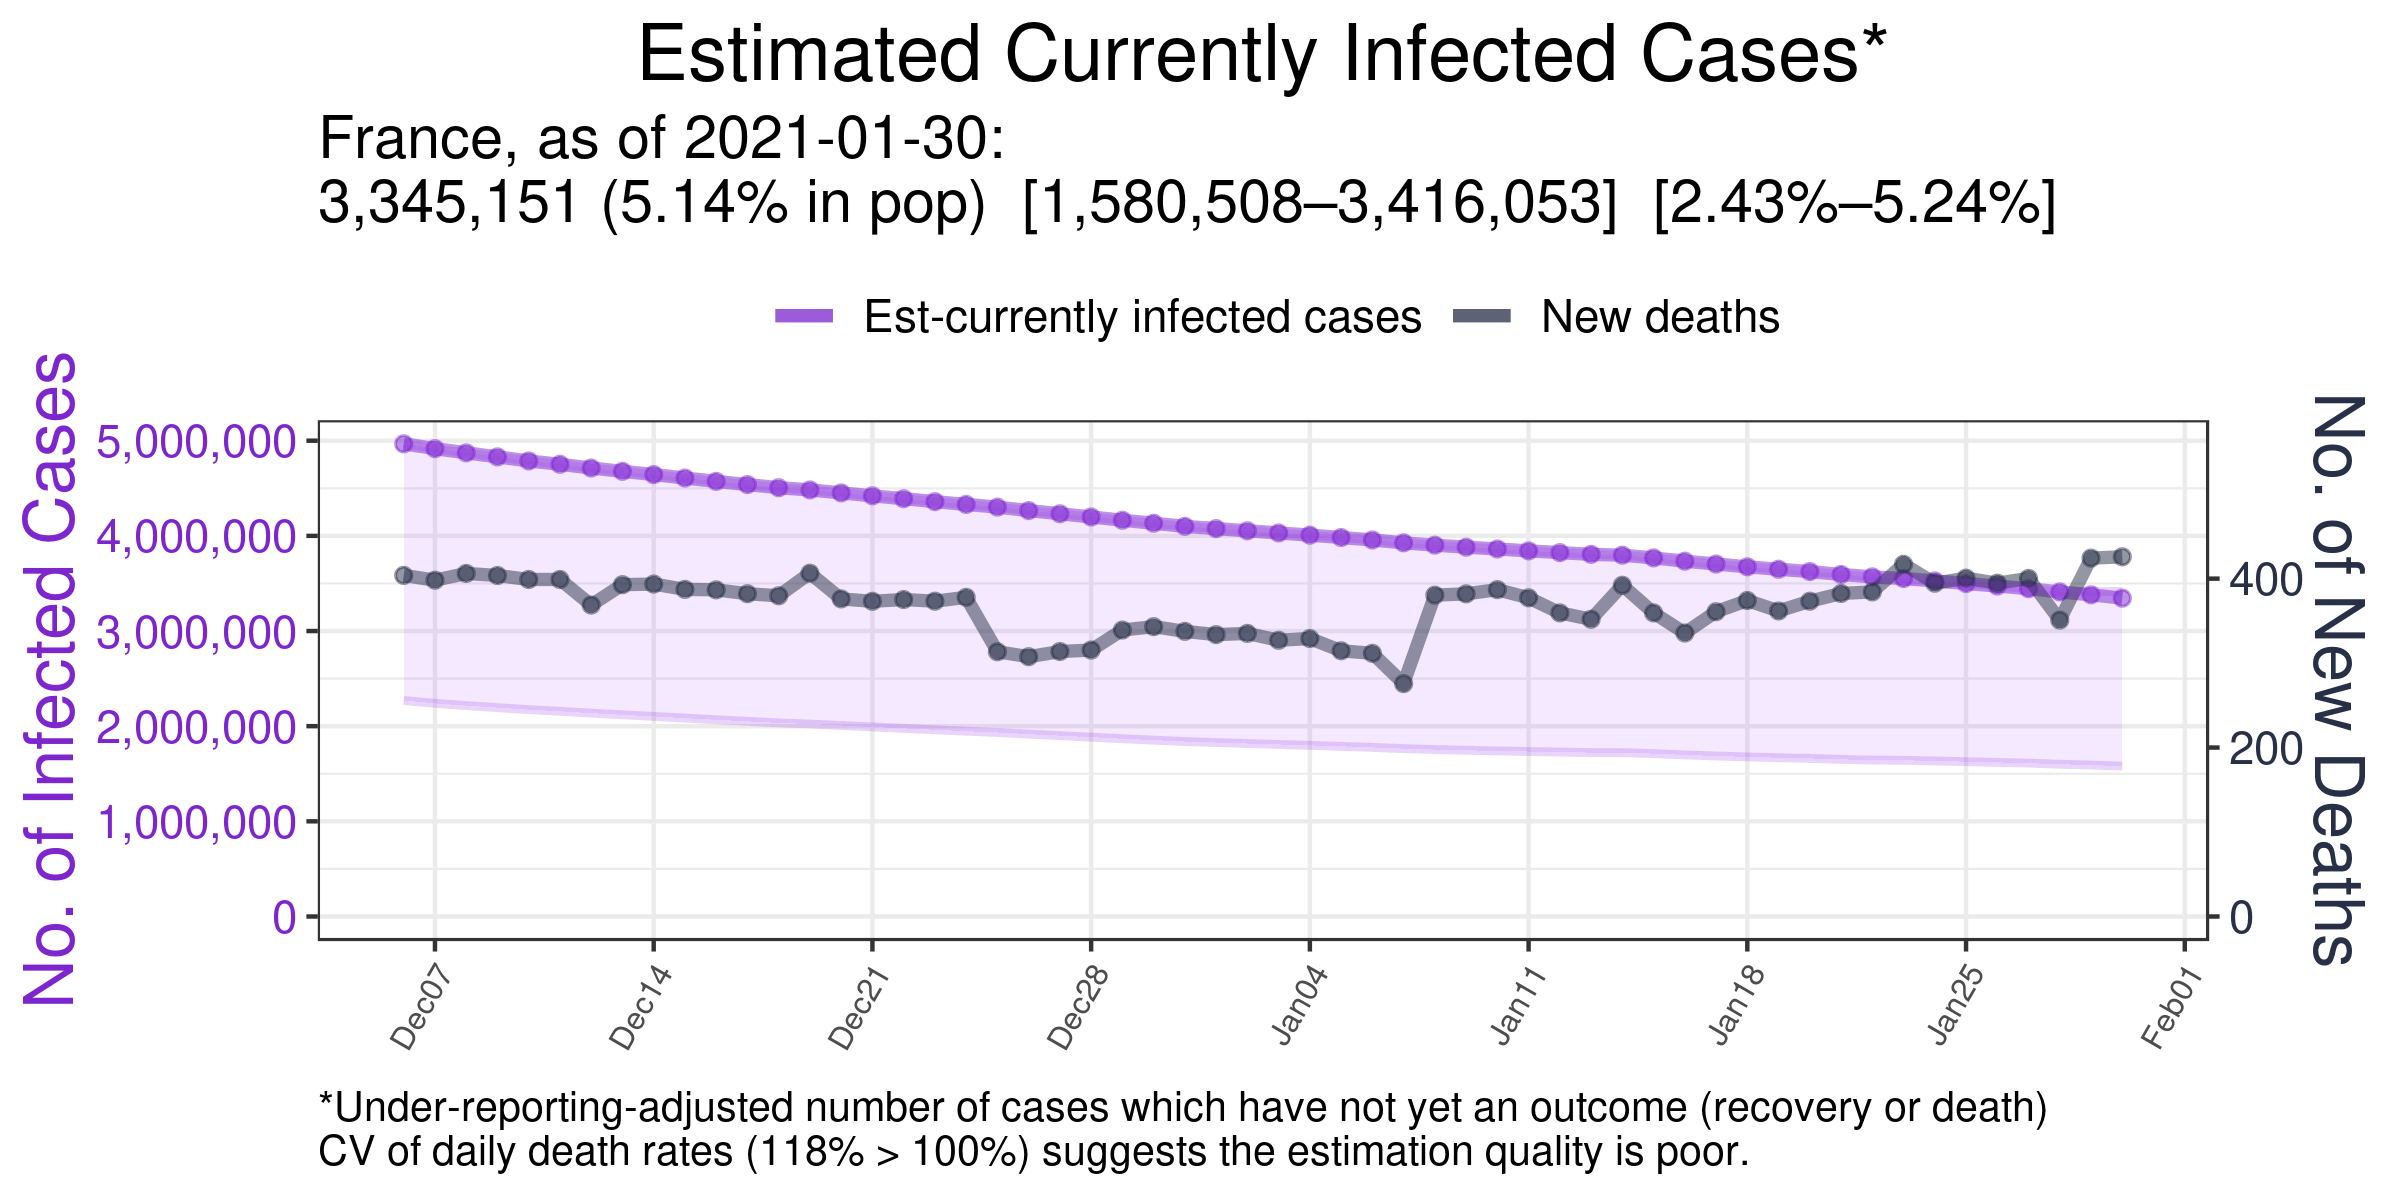 Estimated Currently Infected Cases*
France, as of 2021-01-30:
3,345,151 (5.14% in pop)  [1,580,508–3,416,053]  [2.43%–5.24%]
Est-currently infected cases
New deaths
No. of Infected Cases
5,000,000
4,000,000
3,000,000
2,000,000
1,000,000
0
No. of New Deaths
400
200
0
Dec07
Dec14
Dec21
Dec28
Jan04
Jan11
Jan18
Jan25
Feb01
*Under-reporting-adjusted number of cases which have not yet an outcome (recovery or death)
CV of daily death rates (118% > 100%) suggests the estimation quality is poor.